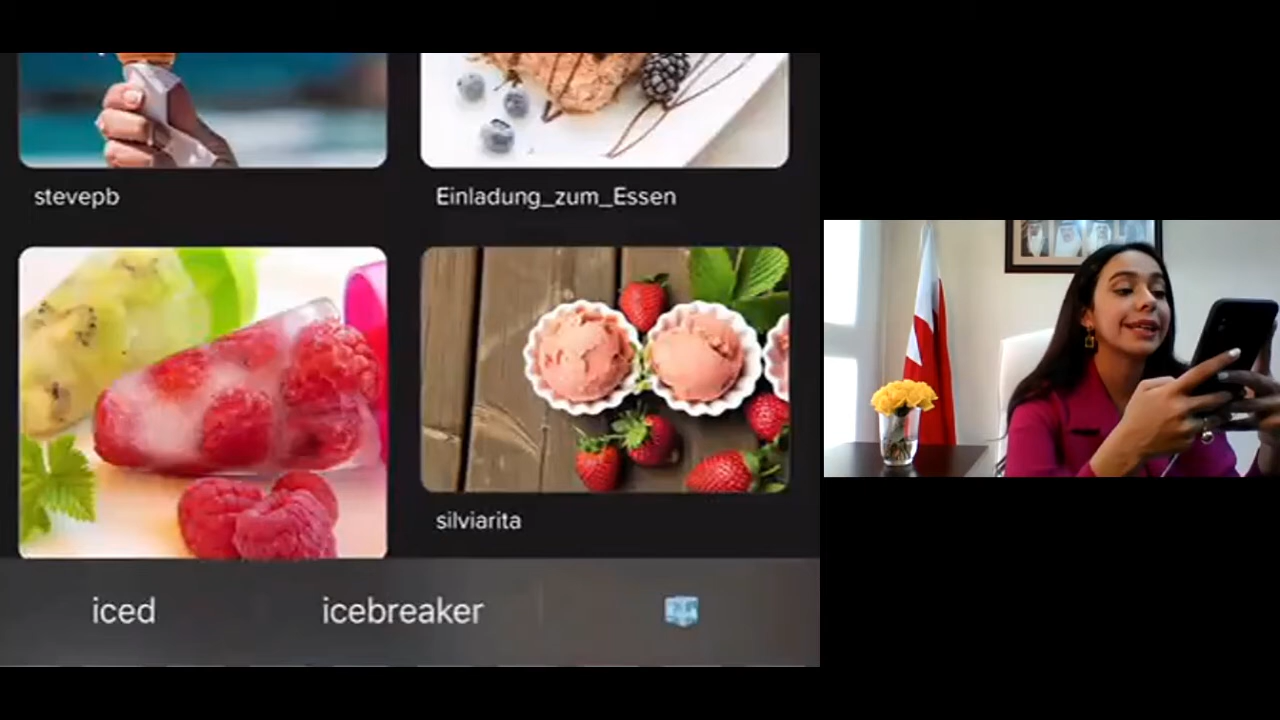 stevepb
Einladung_zum_Essen
silviarita
iced
icebreaker